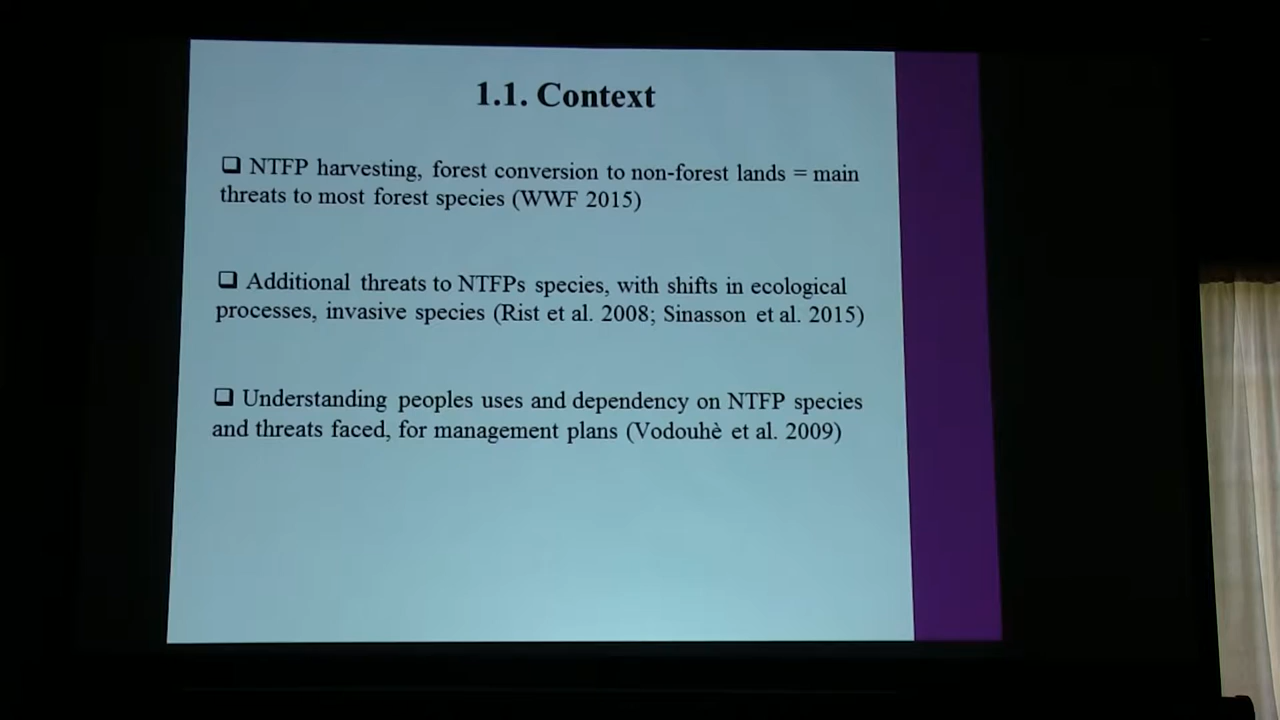 1.1. Context
❑ NTFP harvesting, forest conversion to non-forest lands = main
threats to most forest species (WWF 2015)
❑ Additional threats to NTFPs species, with shifts in ecological
processes, invasive species (Rist et al. 2008; Sinasson et al. 2015)
❑ Understanding peoples uses and dependency on NTFP species
and threats faced, for management plans (Vodouhè et al. 2009)